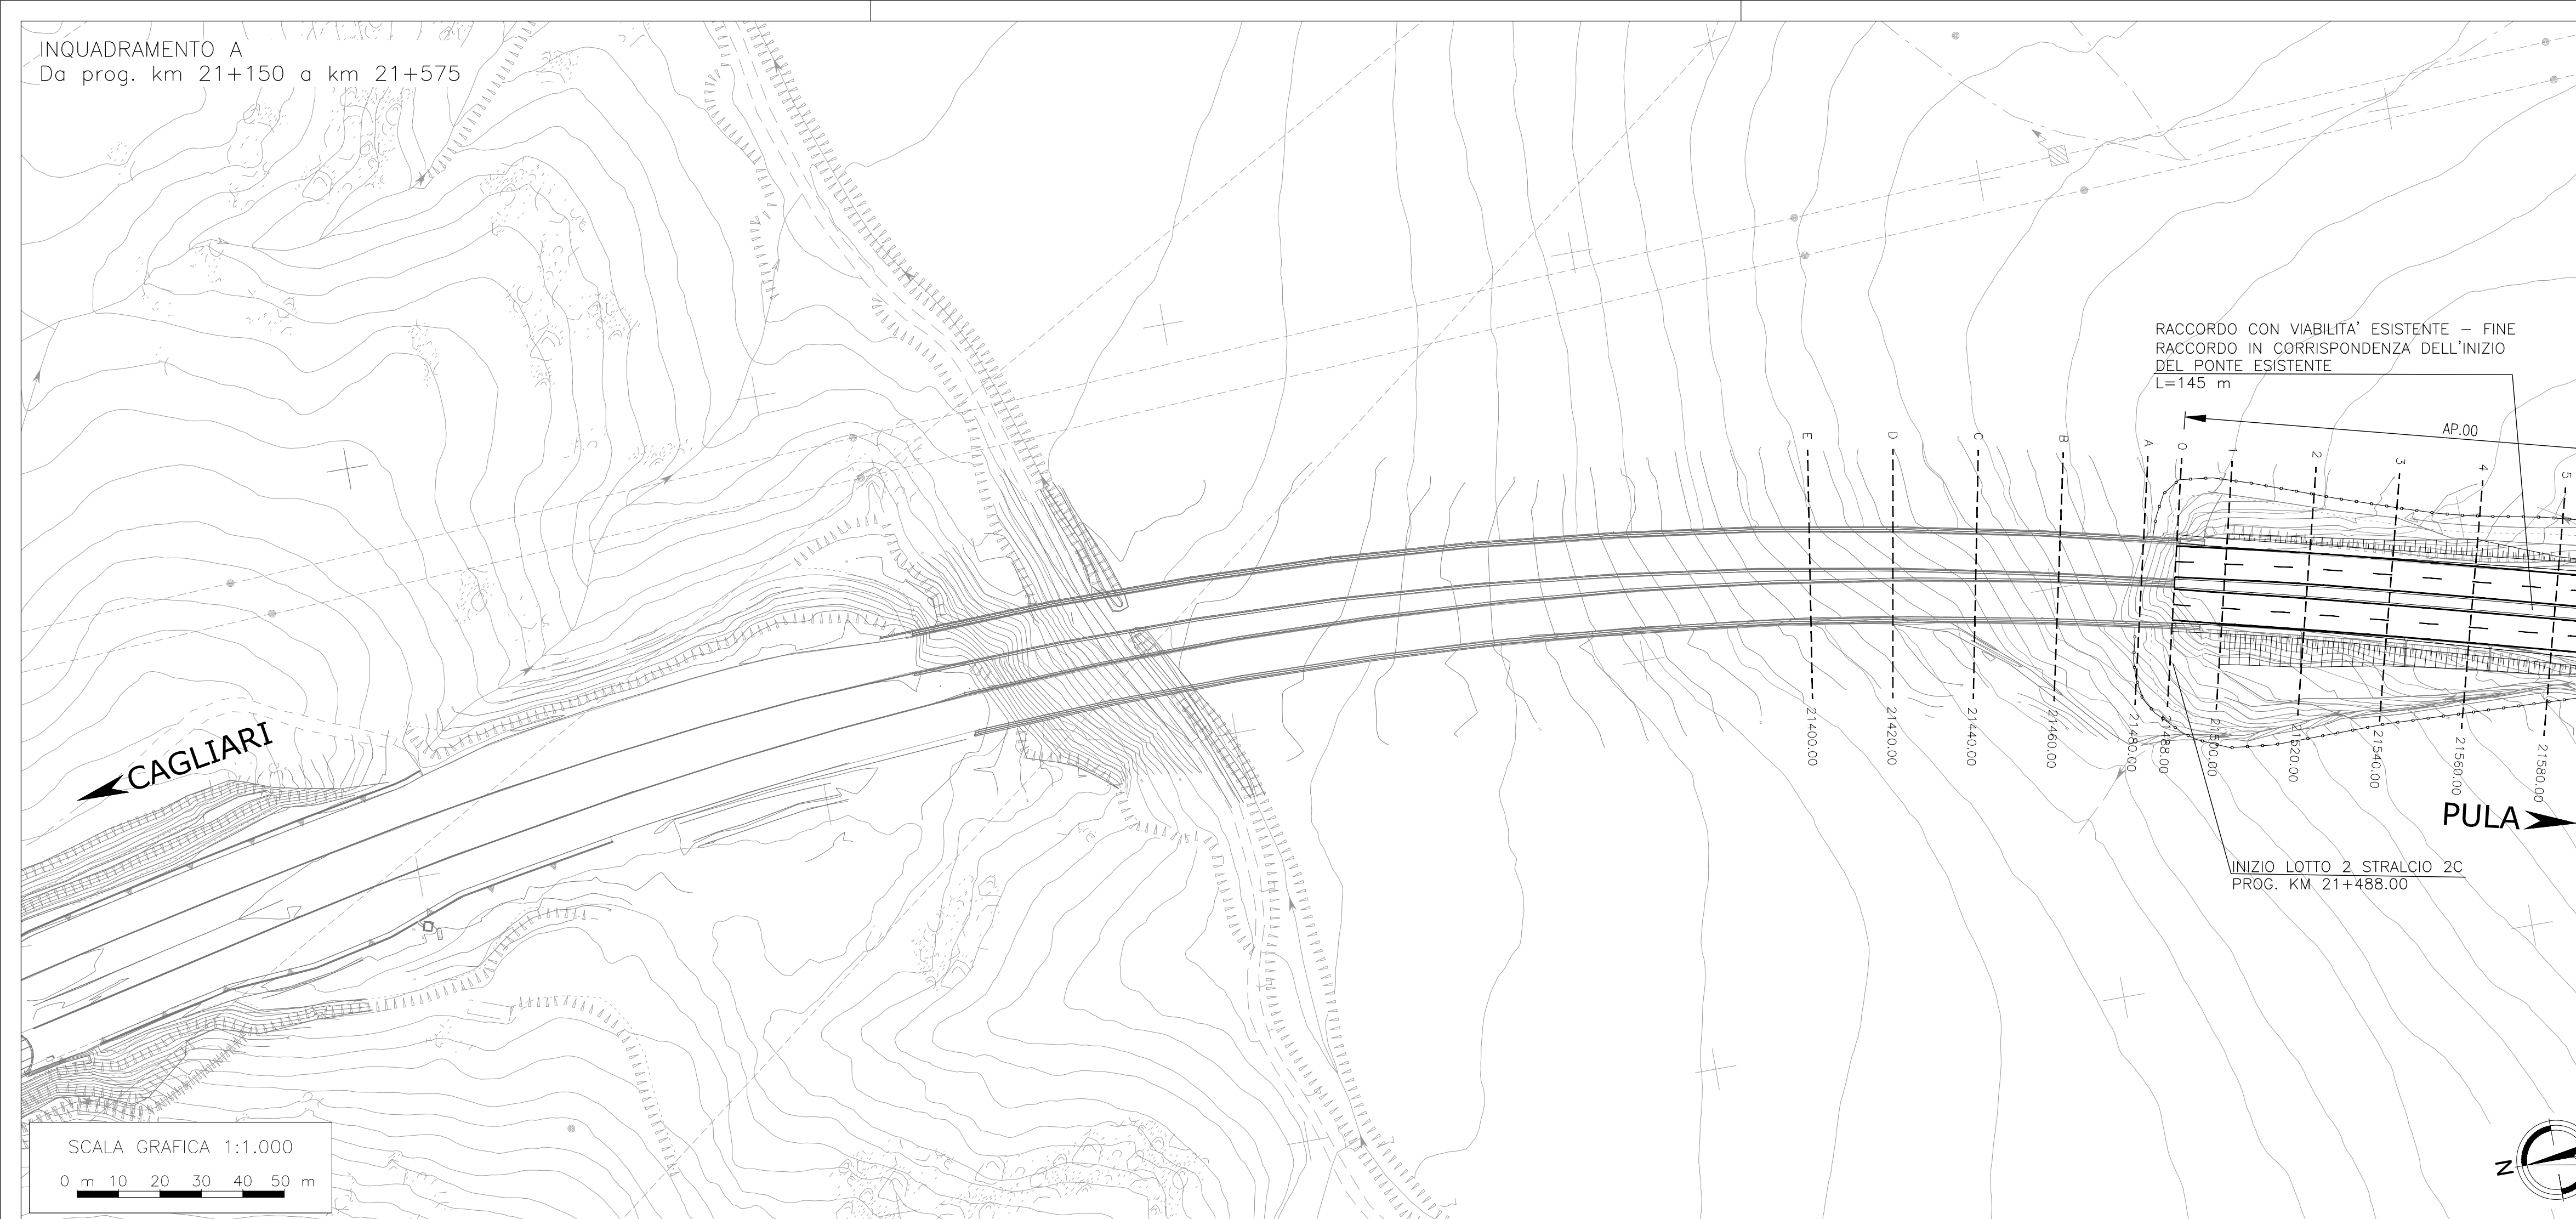 INQUADRAMENTO A
Da prog. km 21+150 a km 21+575
RACCORDO CON VIABILITA' ESISTENTE – FINE
RACCORDO IN CORRISPONDENZA DELL'INIZIO
DEL PONTE ESISTENTE
L=145 m
AP.00
E
D
C
B
A
0
1
2
3
4
5
21400.00
21420.00
21440.00
21460.00
21480.00
21488.00
21500.00
21520.00
21540.00
21560.00
21580.00
CAGLIARI
PULA
INIZIO LOTTO 2 STRALCIO 2C
PROG. KM 21+488.00
N
SCALA GRAFICA 1:1.000
0 m 10 20 30 40 50 m